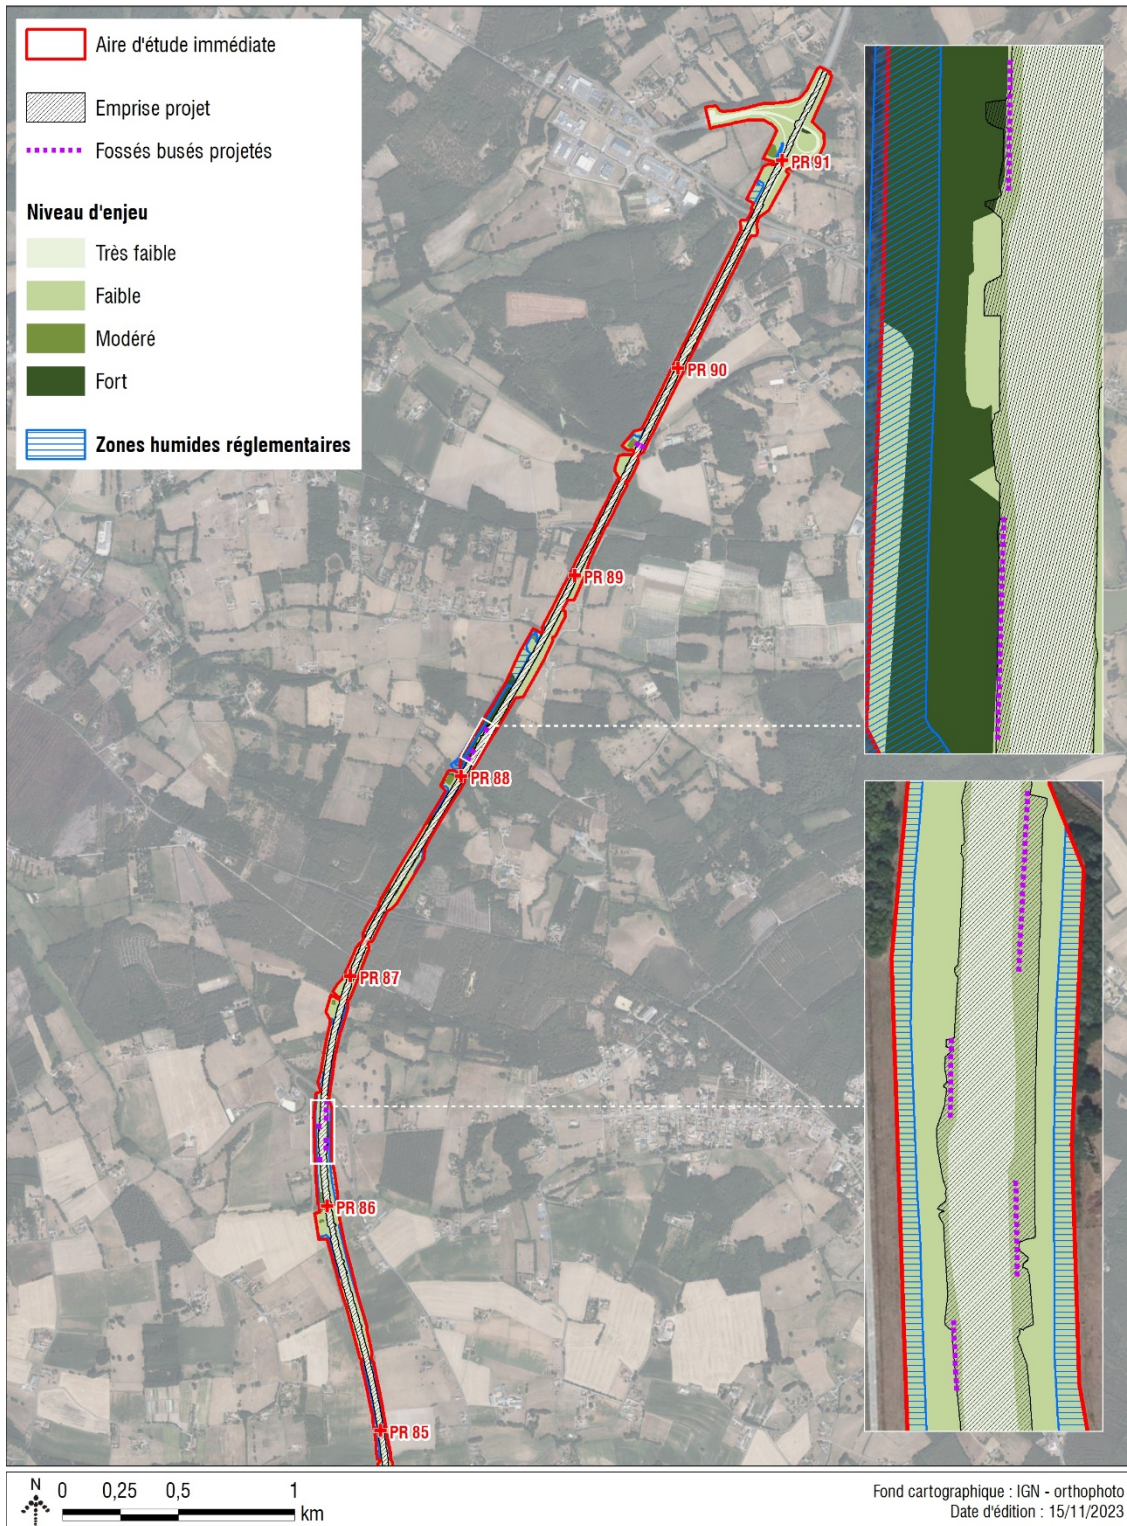 Aire d'étude immédiate
Emprise projet
Fossés busés projetés
Niveau d'enjeu
Très faible
Faible
Modéré
Fort
Zones humides réglementaires
PR 91
PR 90
PR 89
PR 88
PR 87
PR 86
PR 85
N
0 0,25 0,5 1
km
Fond cartographique : IGN - orthophoto
Date d'édition : 15/11/2023